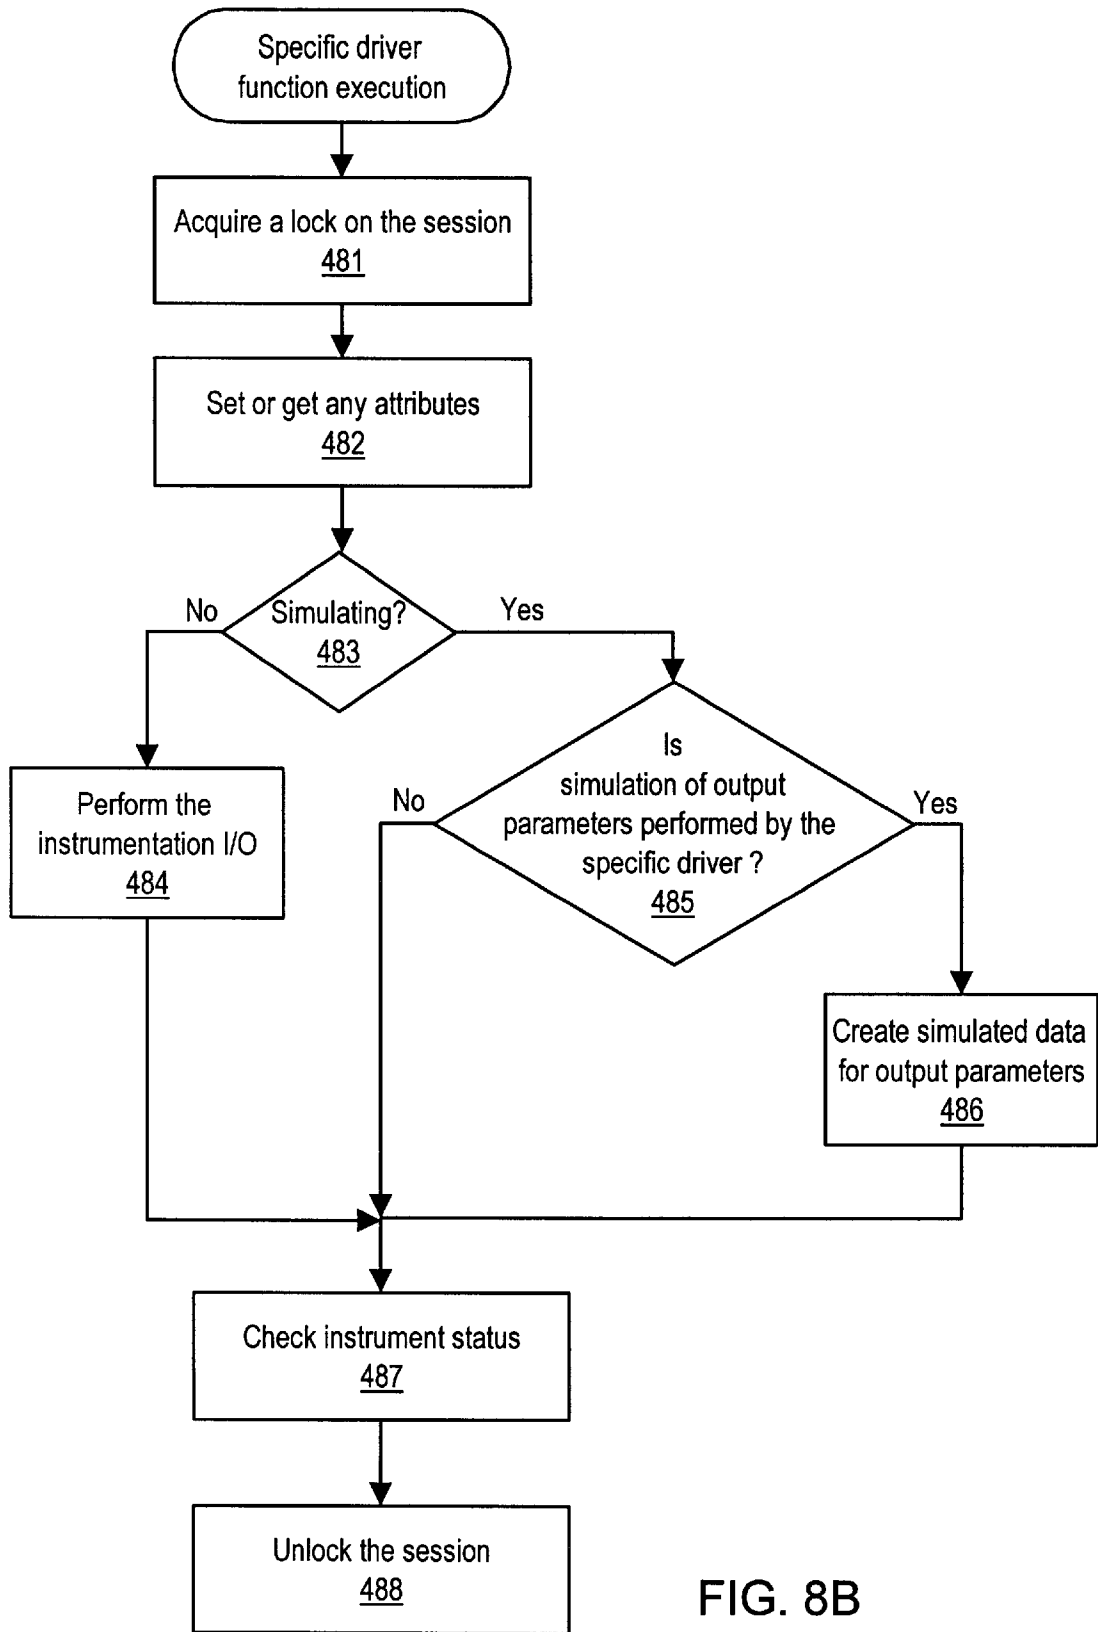 Specific driver
function execution
Acquire a lock on the session
481
Set or get any attributes
482
Simulating?
483
No
Yes
Perform the
instrumentation I/O
484
Is
simulation of output
parameters performed by the
specific driver ?
485
No
Yes
Create simulated data
for output parameters
486
Check instrument status
487
Unlock the session
488
FIG. 8B